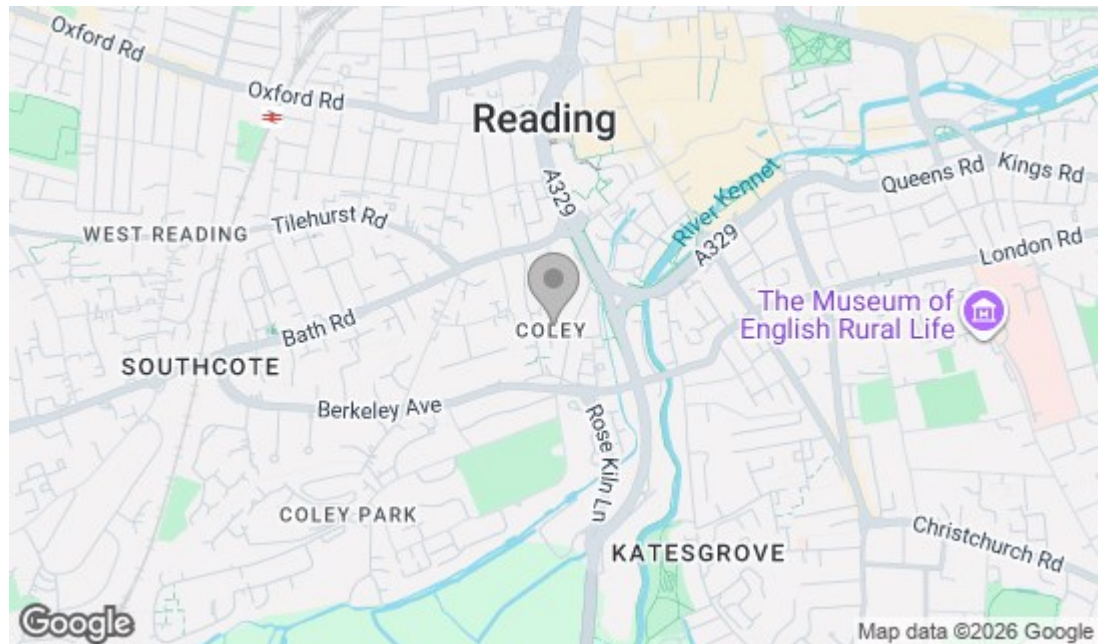 Oxford Rd
Oxford Rd
Reading
A329
River Kennet
A329
Queens Rd
Kings Rd
Tilehurst Rd
WEST READING
London Rd
The Museum of
English Rural Life
COLEY
Bath Rd
SOUTHCOTE
Berkeley Ave
Rose Kiln Ln
COLEY PARK
KATESGROVE
Christchurch Rd
Google
Map data ©2026 Google